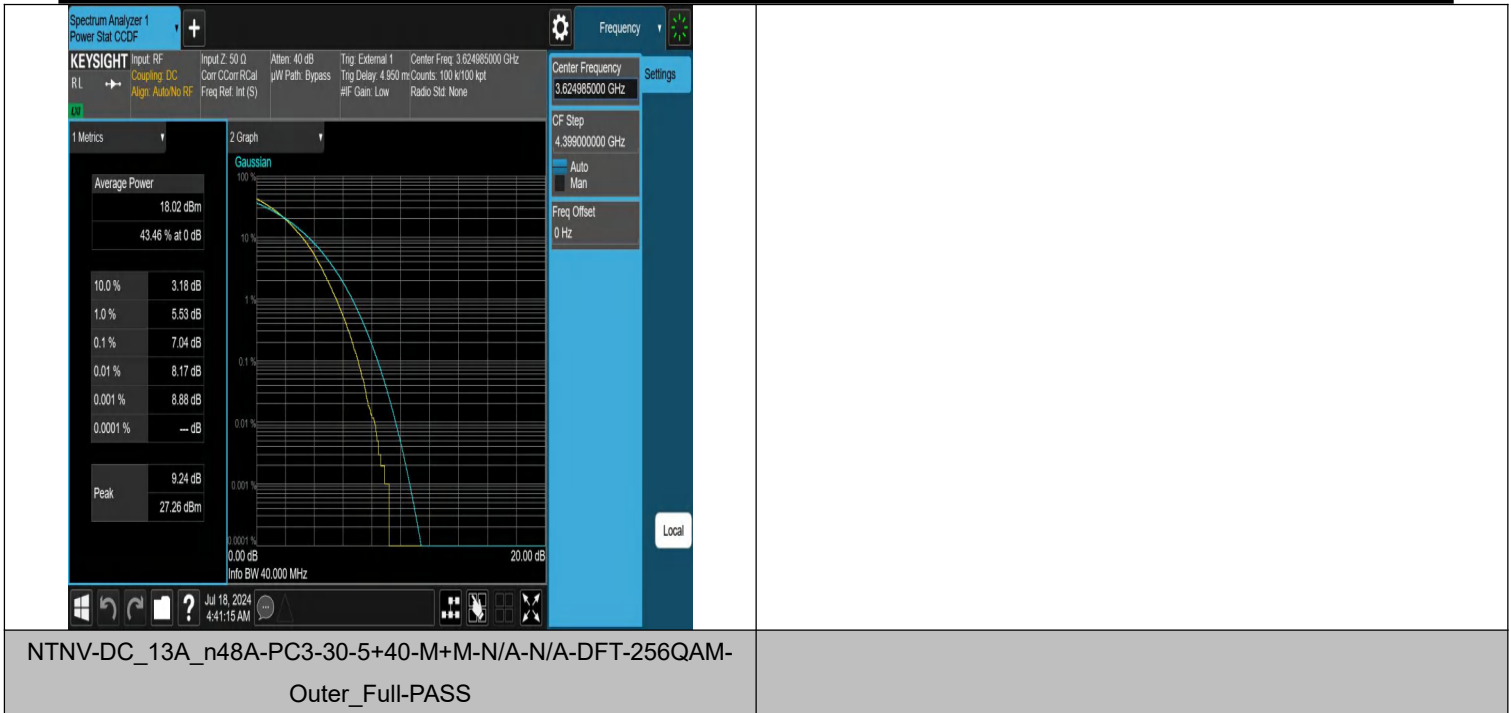 Spectrum Analyzer 1
Power Stat CCDF
+
Frequency
KEYSIGHT
RL
LXI
Input: RF
Coupling: DC
Align: Auto/No RF
Input Z: 50 Ω
Corr CCorr RCal
Freq Ref: Int (S)
Atten: 40 dB
µW Path: Bypass
Trig: External 1
Trig Delay: 4.950 ms
#IF Gain: Low
Center Freq: 3.624985000 GHz
Counts: 100 k/100 kpt
Radio Std: None
Center Frequency
3.624985000 GHz
Settings
CF Step
4.399000000 GHz
Auto
Man
Freq Offset
0 Hz
Local
1 Metrics
Average Power
18.02 dBm
43.46 % at 0 dB
10.0 % 3.18 dB
1.0 % 5.53 dB
0.1 % 7.04 dB
0.01 % 8.17 dB
0.001 % 8.88 dB
0.0001 % --- dB
Peak
9.24 dB
27.26 dBm
2 Graph
Gaussian
100 %
10 %
1 %
0.1 %
0.01 %
0.001 %
0.0001 %
0.00 dB 20.00 dB
Info BW 40.000 MHz
?
Jul 18, 2024
4:41:15 AM
NTNV-DC_13A_n48A-PC3-30-5+40-M+M-N/A-N/A-DFT-256QAM-
Outer_Full-PASS